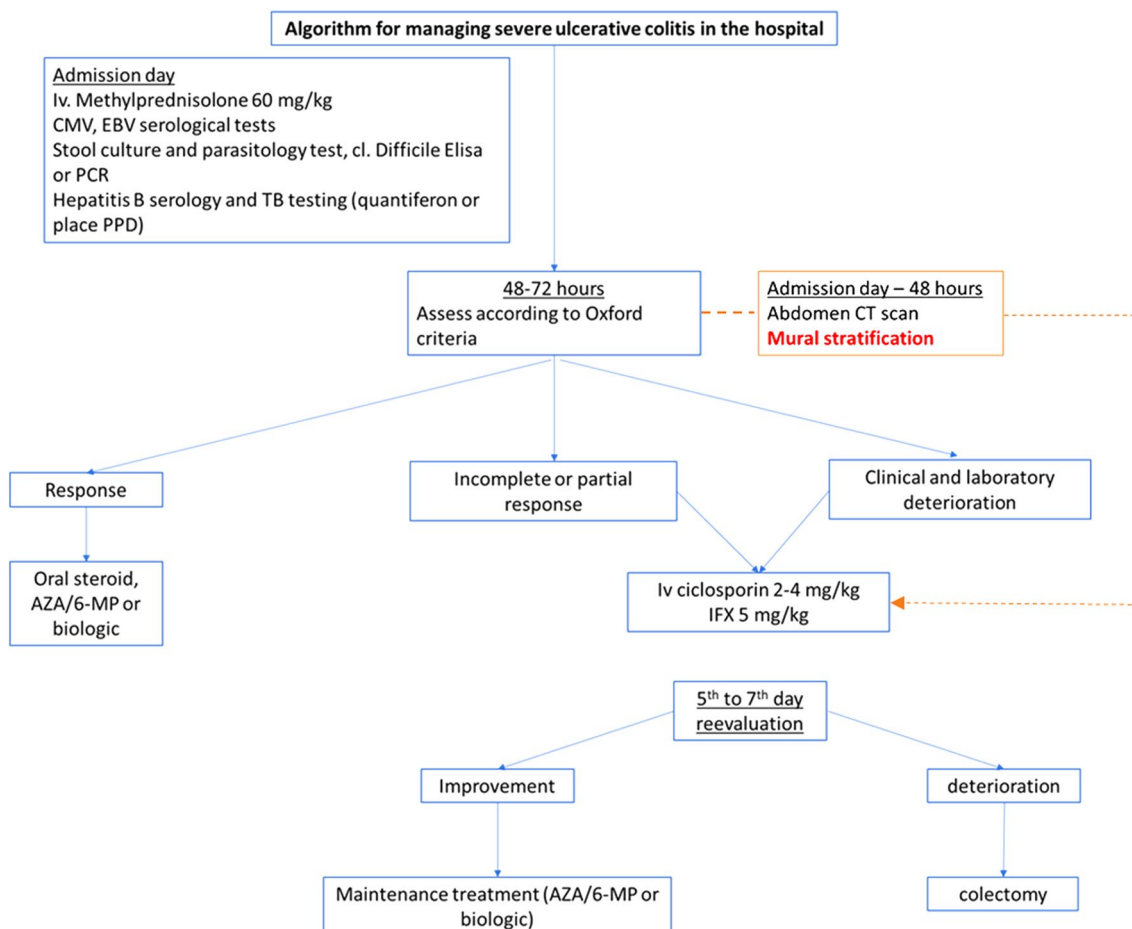 Algorithm for managing severe ulcerative colitis in the hospital
Admission day
Iv. Methylprednisolone 60 mg/kg
CMV, EBV serological tests
Stool culture and parasitology test, cl. Difficile Elisa
or PCR
Hepatitis B serology and TB testing (quantiferon or
place PPD)
48-72 hours
Assess according to Oxford
criteria
Admission day – 48 hours
Abdomen CT scan
Mural stratification
Response
Incomplete or partial
response
Clinical and laboratory
deterioration
Oral steroid,
AZA/6-MP or
biologic
Iv ciclosporin 2-4 mg/kg
IFX 5 mg/kg
5th to 7th day
reevaluation
Improvement
deterioration
Maintenance treatment (AZA/6-MP or
biologic)
colectomy